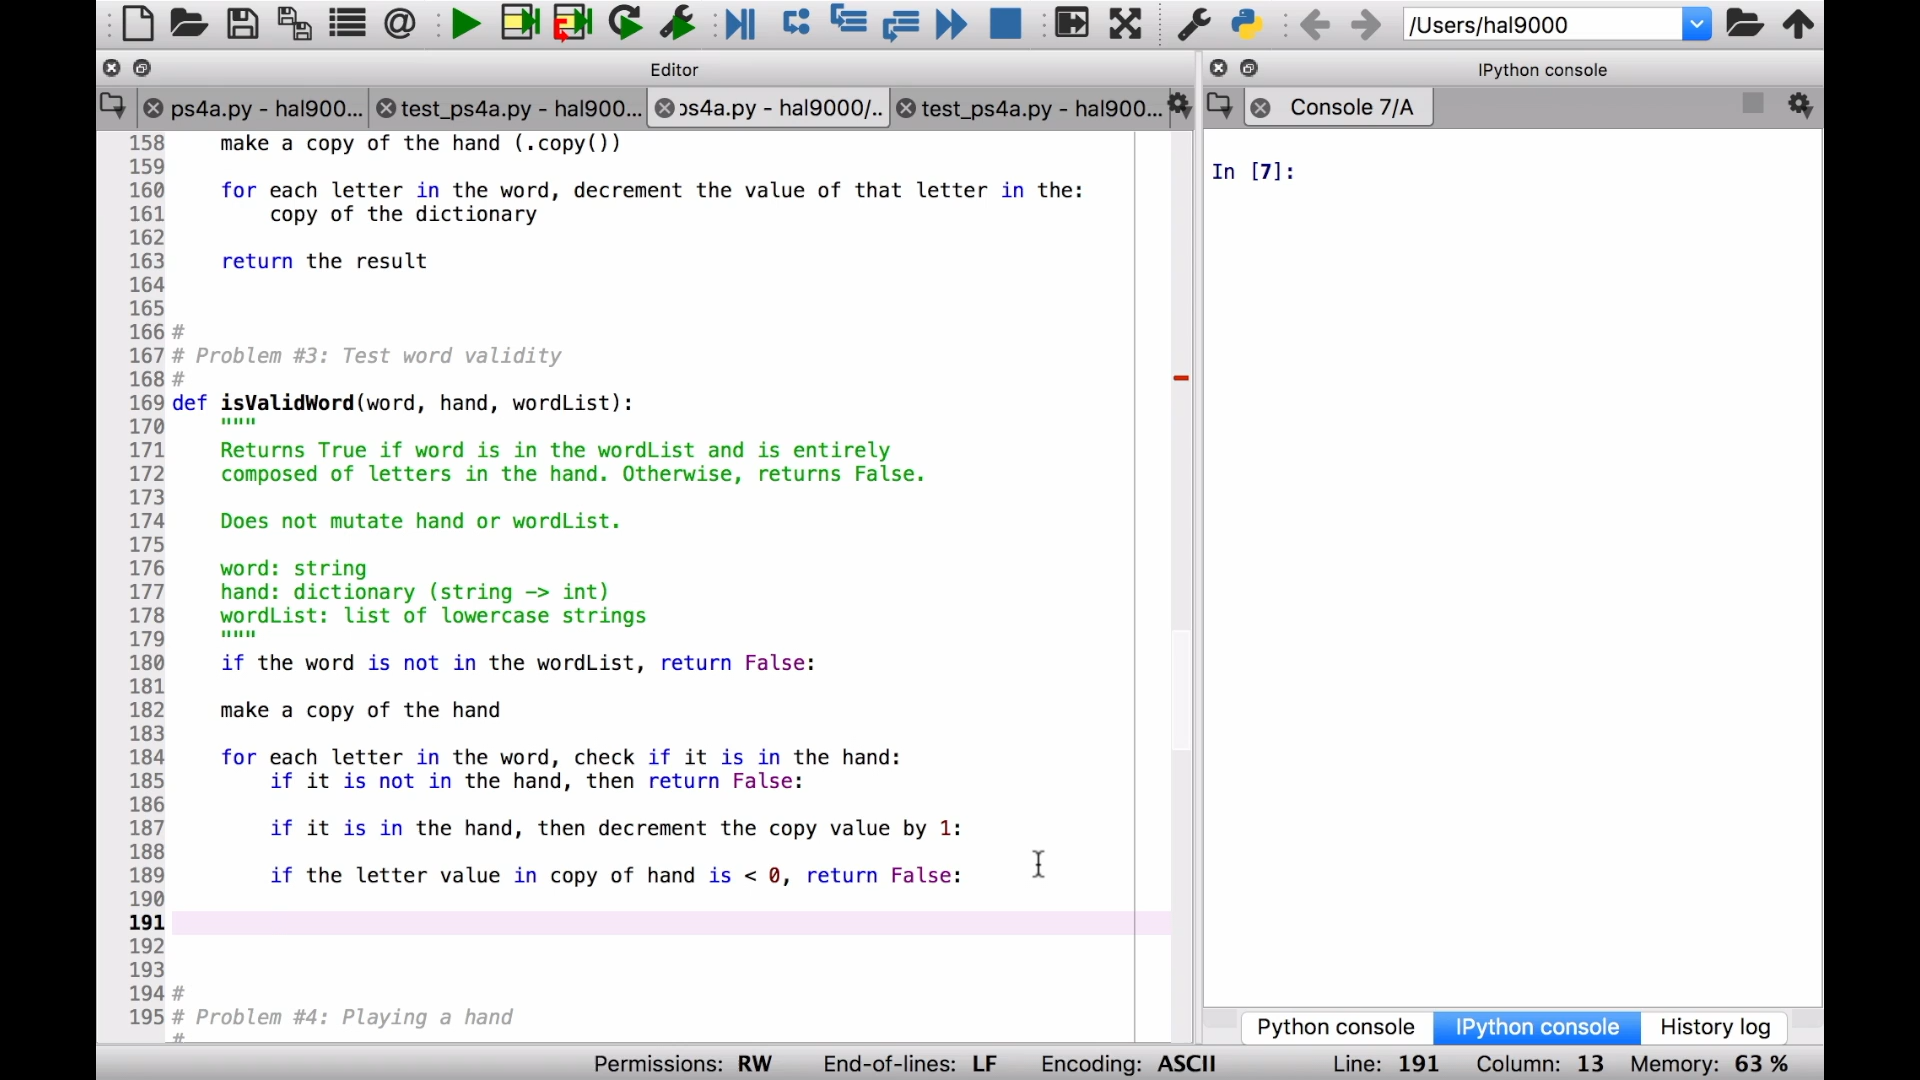 /Users/hal9000
Editor
IPython console
ps4a.py - hal900...
test_ps4a.py - hal900...
ps4a.py - hal9000/..
test_ps4a.py - hal900...
Console 7/A
158 make a copy of the hand (.copy())
159
160 for each letter in the word, decrement the value of that letter in the:
161 copy of the dictionary
162
163 return the result
164
165
166 #
167 # Problem #3: Test word validity
168 #
169 def isValidWord(word, hand, wordList):
170 """
171 Returns True if word is in the wordList and is entirely
172 composed of letters in the hand. Otherwise, returns False.
173
174 Does not mutate hand or wordList.
175
176 word: string
177 hand: dictionary (string -> int)
178 wordList: list of lowercase strings
179 """
180 if the word is not in the wordList, return False:
181
182 make a copy of the hand
183
184 for each letter in the word, check if it is in the hand:
185 if it is not in the hand, then return False:
186
187 if it is in the hand, then decrement the copy value by 1:
188
189 if the letter value in copy of hand is < 0, return False:
190
191
192
193
194 #
195 # Problem #4: Playing a hand
#
In [7]:
Python console
IPython console
History log
Permissions: RW End-of-lines: LF Encoding: ASCII Line: 191 Column: 13 Memory: 63 %